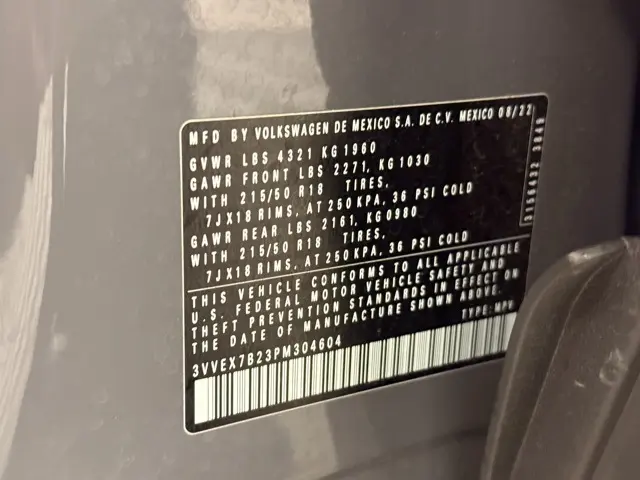 MFD BY VOLKSWAGEN DE MEXICO S.A. DE C.V. MEXICO 08/22
GVWR LBS 4321 KG 1960
GAWR FRONT LBS 2271, KG 1030
WITH 215/50 R18 TIRES,
7JX18 RIMS, AT 250 KPA, 36 PSI COLD
GAWR REAR LBS 2161, KG 0980
WITH 215/50 R18 TIRES,
7JX18 RIMS, AT 250 KPA, 36 PSI COLD
THIS VEHICLE CONFORMS TO ALL APPLICABLE
U.S. FEDERAL MOTOR VEHICLE SAFETY AND
THEFT PREVENTION STANDARDS IN EFFECT ON
THE DATE OF MANUFACTURE SHOWN ABOVE.
TYPE: MPV
3VVEX7B23PM304604